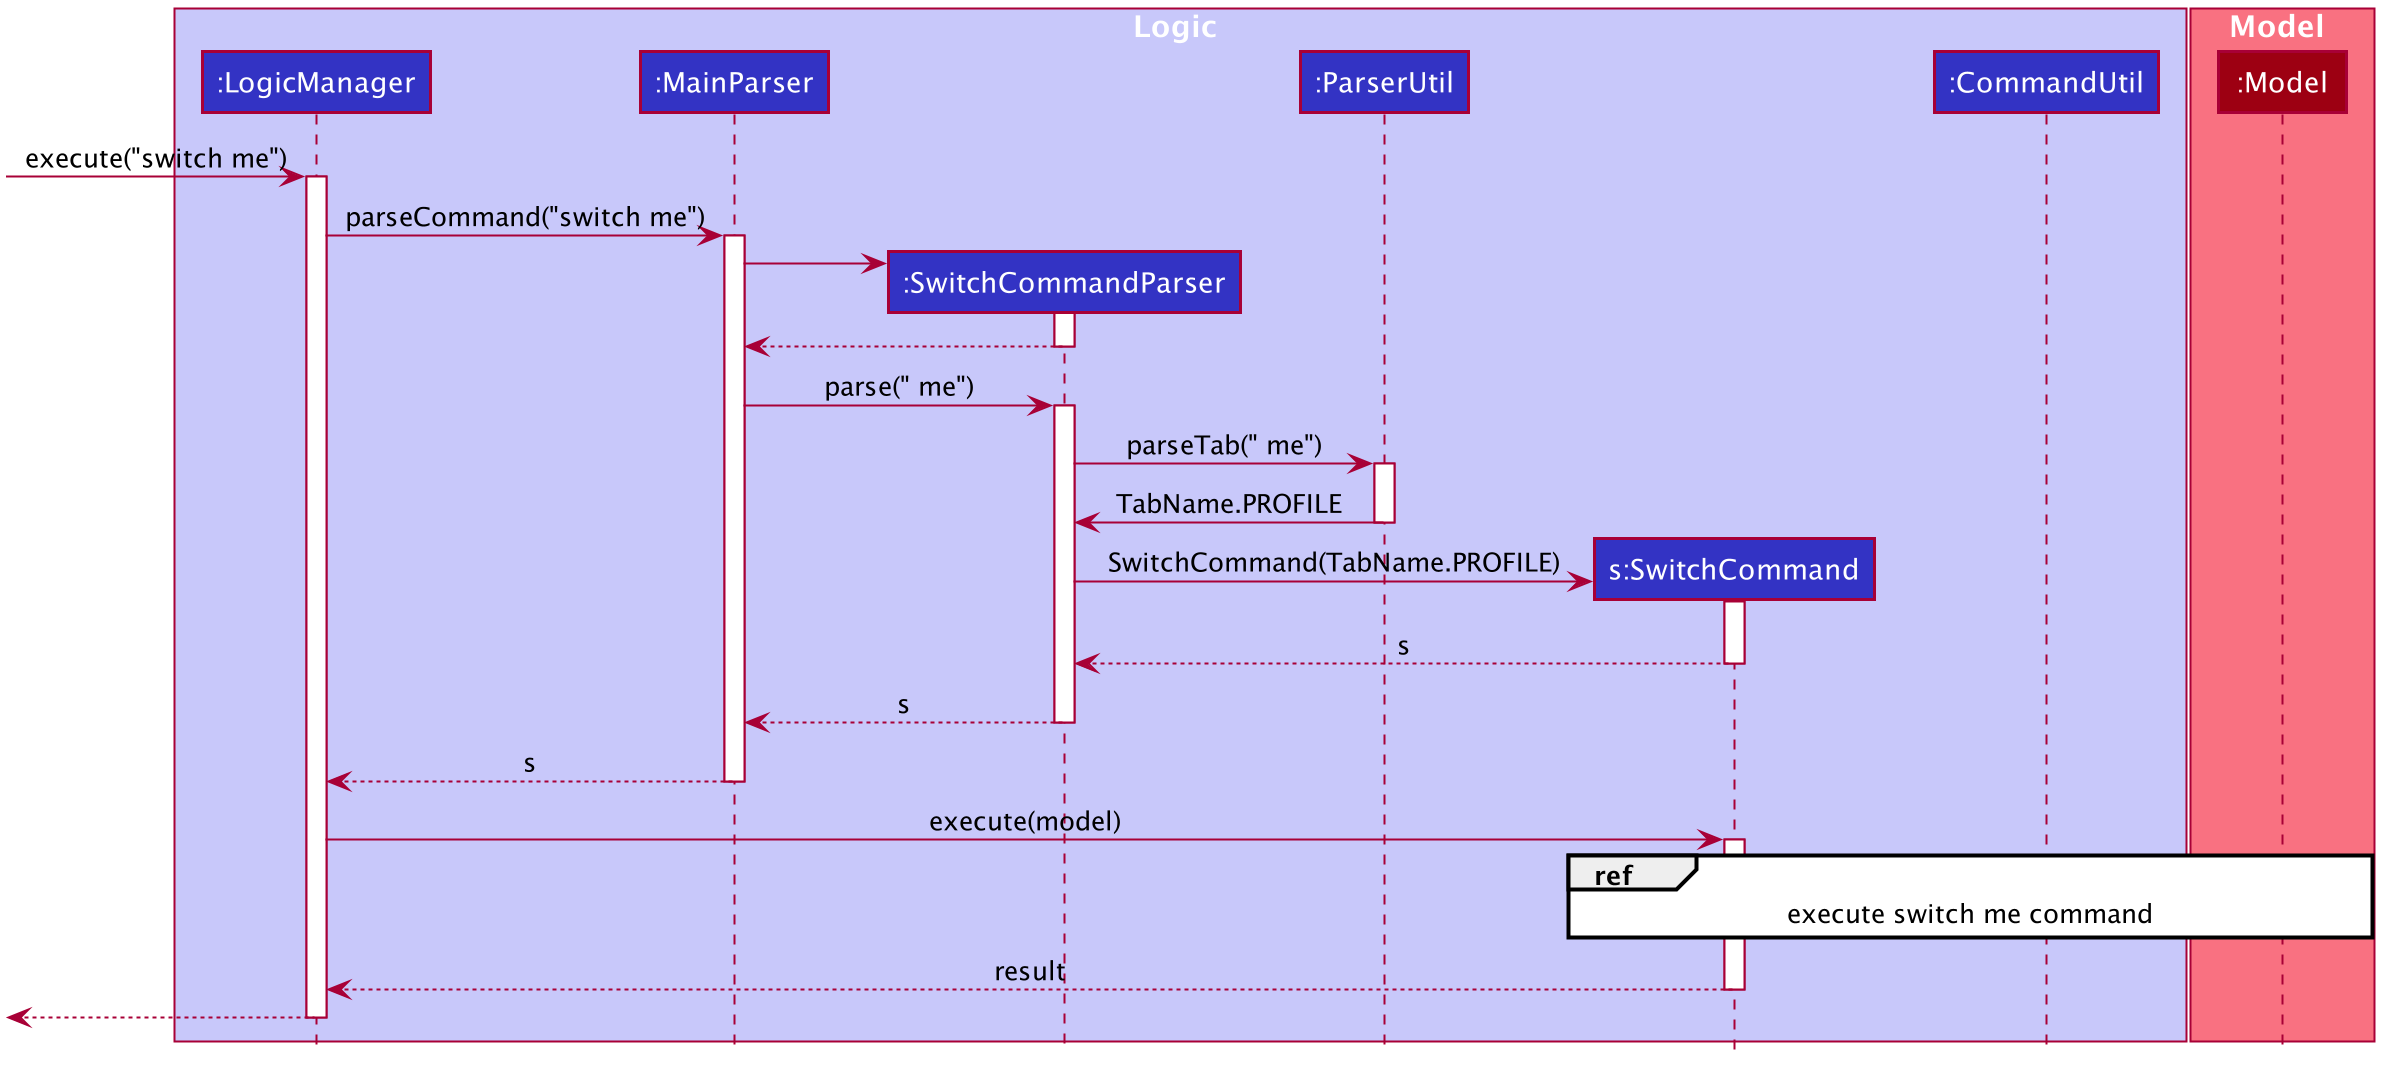 Logic
Model
:LogicManager
:MainParser
:ParserUtil
:CommandUtil
:Model
execute("switch me")
parseCommand("switch me")
:SwitchCommandParser
parse(" me")
parseTab(" me")
TabName.PROFILE
SwitchCommand(TabName.PROFILE)
s:SwitchCommand
s
s
s
execute(model)
ref
execute switch me command
result